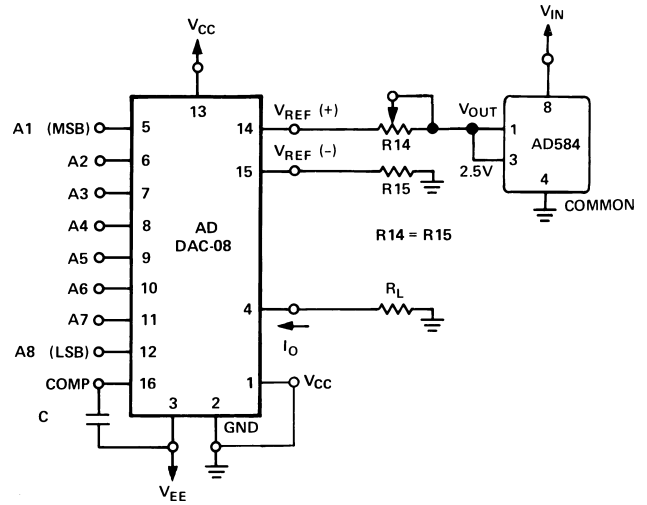 VCC
VIN
13
A1 (MSB) 5
A2 6
A3 7
A4 8
A5 9
A6 10
A7 11
A8 (LSB) 12
COMP 16
C
AD
DAC-08
14 VREF (+)
R14
15 VREF (-)
R15
R14 = R15
4
IO
RL
1 VCC
3
2
GND
VEE
VOUT
2.5V
8
1
AD584
3
4
COMMON